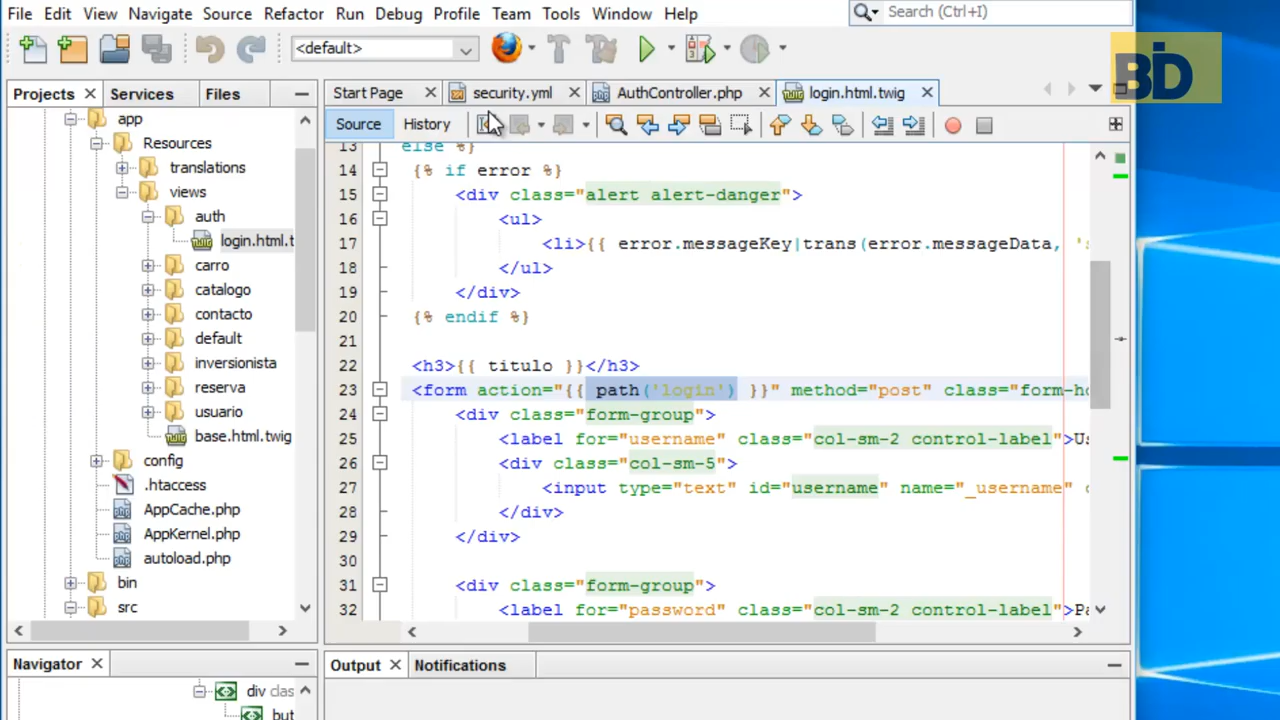 File Edit View Navigate Source Refactor Run Debug Profile Team Tools Window Help
Search (Ctrl+I)
<default>
BID
Projects
Services
Files
Start Page
security.yml
AuthController.php
login.html.twig
Source
History
app
Resources
translations
views
auth
login.html.t
carro
catalogo
contacto
default
inversionista
reserva
usuario
base.html.twig
config
.htaccess
AppCache.php
AppKernel.php
autoload.php
bin
src
13 else %}
14 {% if error %}
15 <div class="alert alert-danger">
16 <ul>
17 <li>{{ error.messageKey|trans(error.messageData, 's
18 </ul>
19 </div>
20 {% endif %}
21
22 <h3>{{ titulo }}</h3>
23 <form action="{{ path('login') }}" method="post" class="form-ho
24 <div class="form-group">
25 <label for="username" class="col-sm-2 control-label">Us
26 <div class="col-sm-5">
27 <input type="text" id="username" name="_username" c
28 </div>
29 </div>
30
31 <div class="form-group">
32 <label for="password" class="col-sm-2 control-label">Pa
Navigator
div clas
but
Output
Notifications